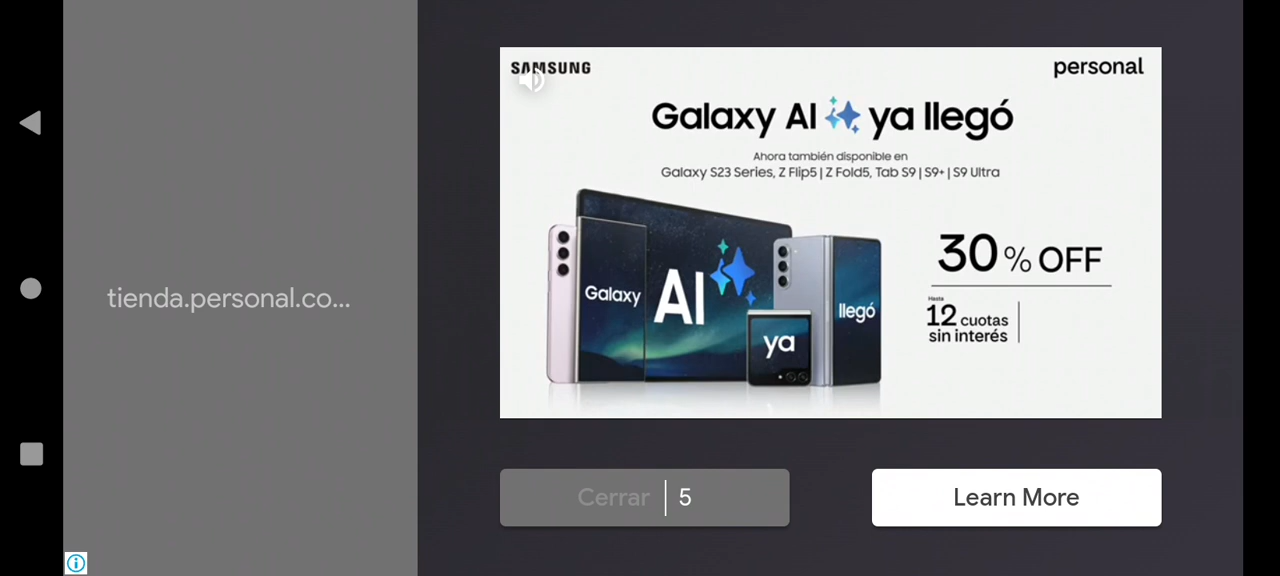 tienda.personal.co...
SAMSUNG
personal
Galaxy AI ya llegó
Ahora también disponible en
Galaxy S23 Series, Z Flip5 | Z Fold5, Tab S9 | S9+ | S9 Ultra
Galaxy
AI
ya
llegó
30% OFF
Hasta
12 cuotas
sin interés
Cerrar
5
Learn More